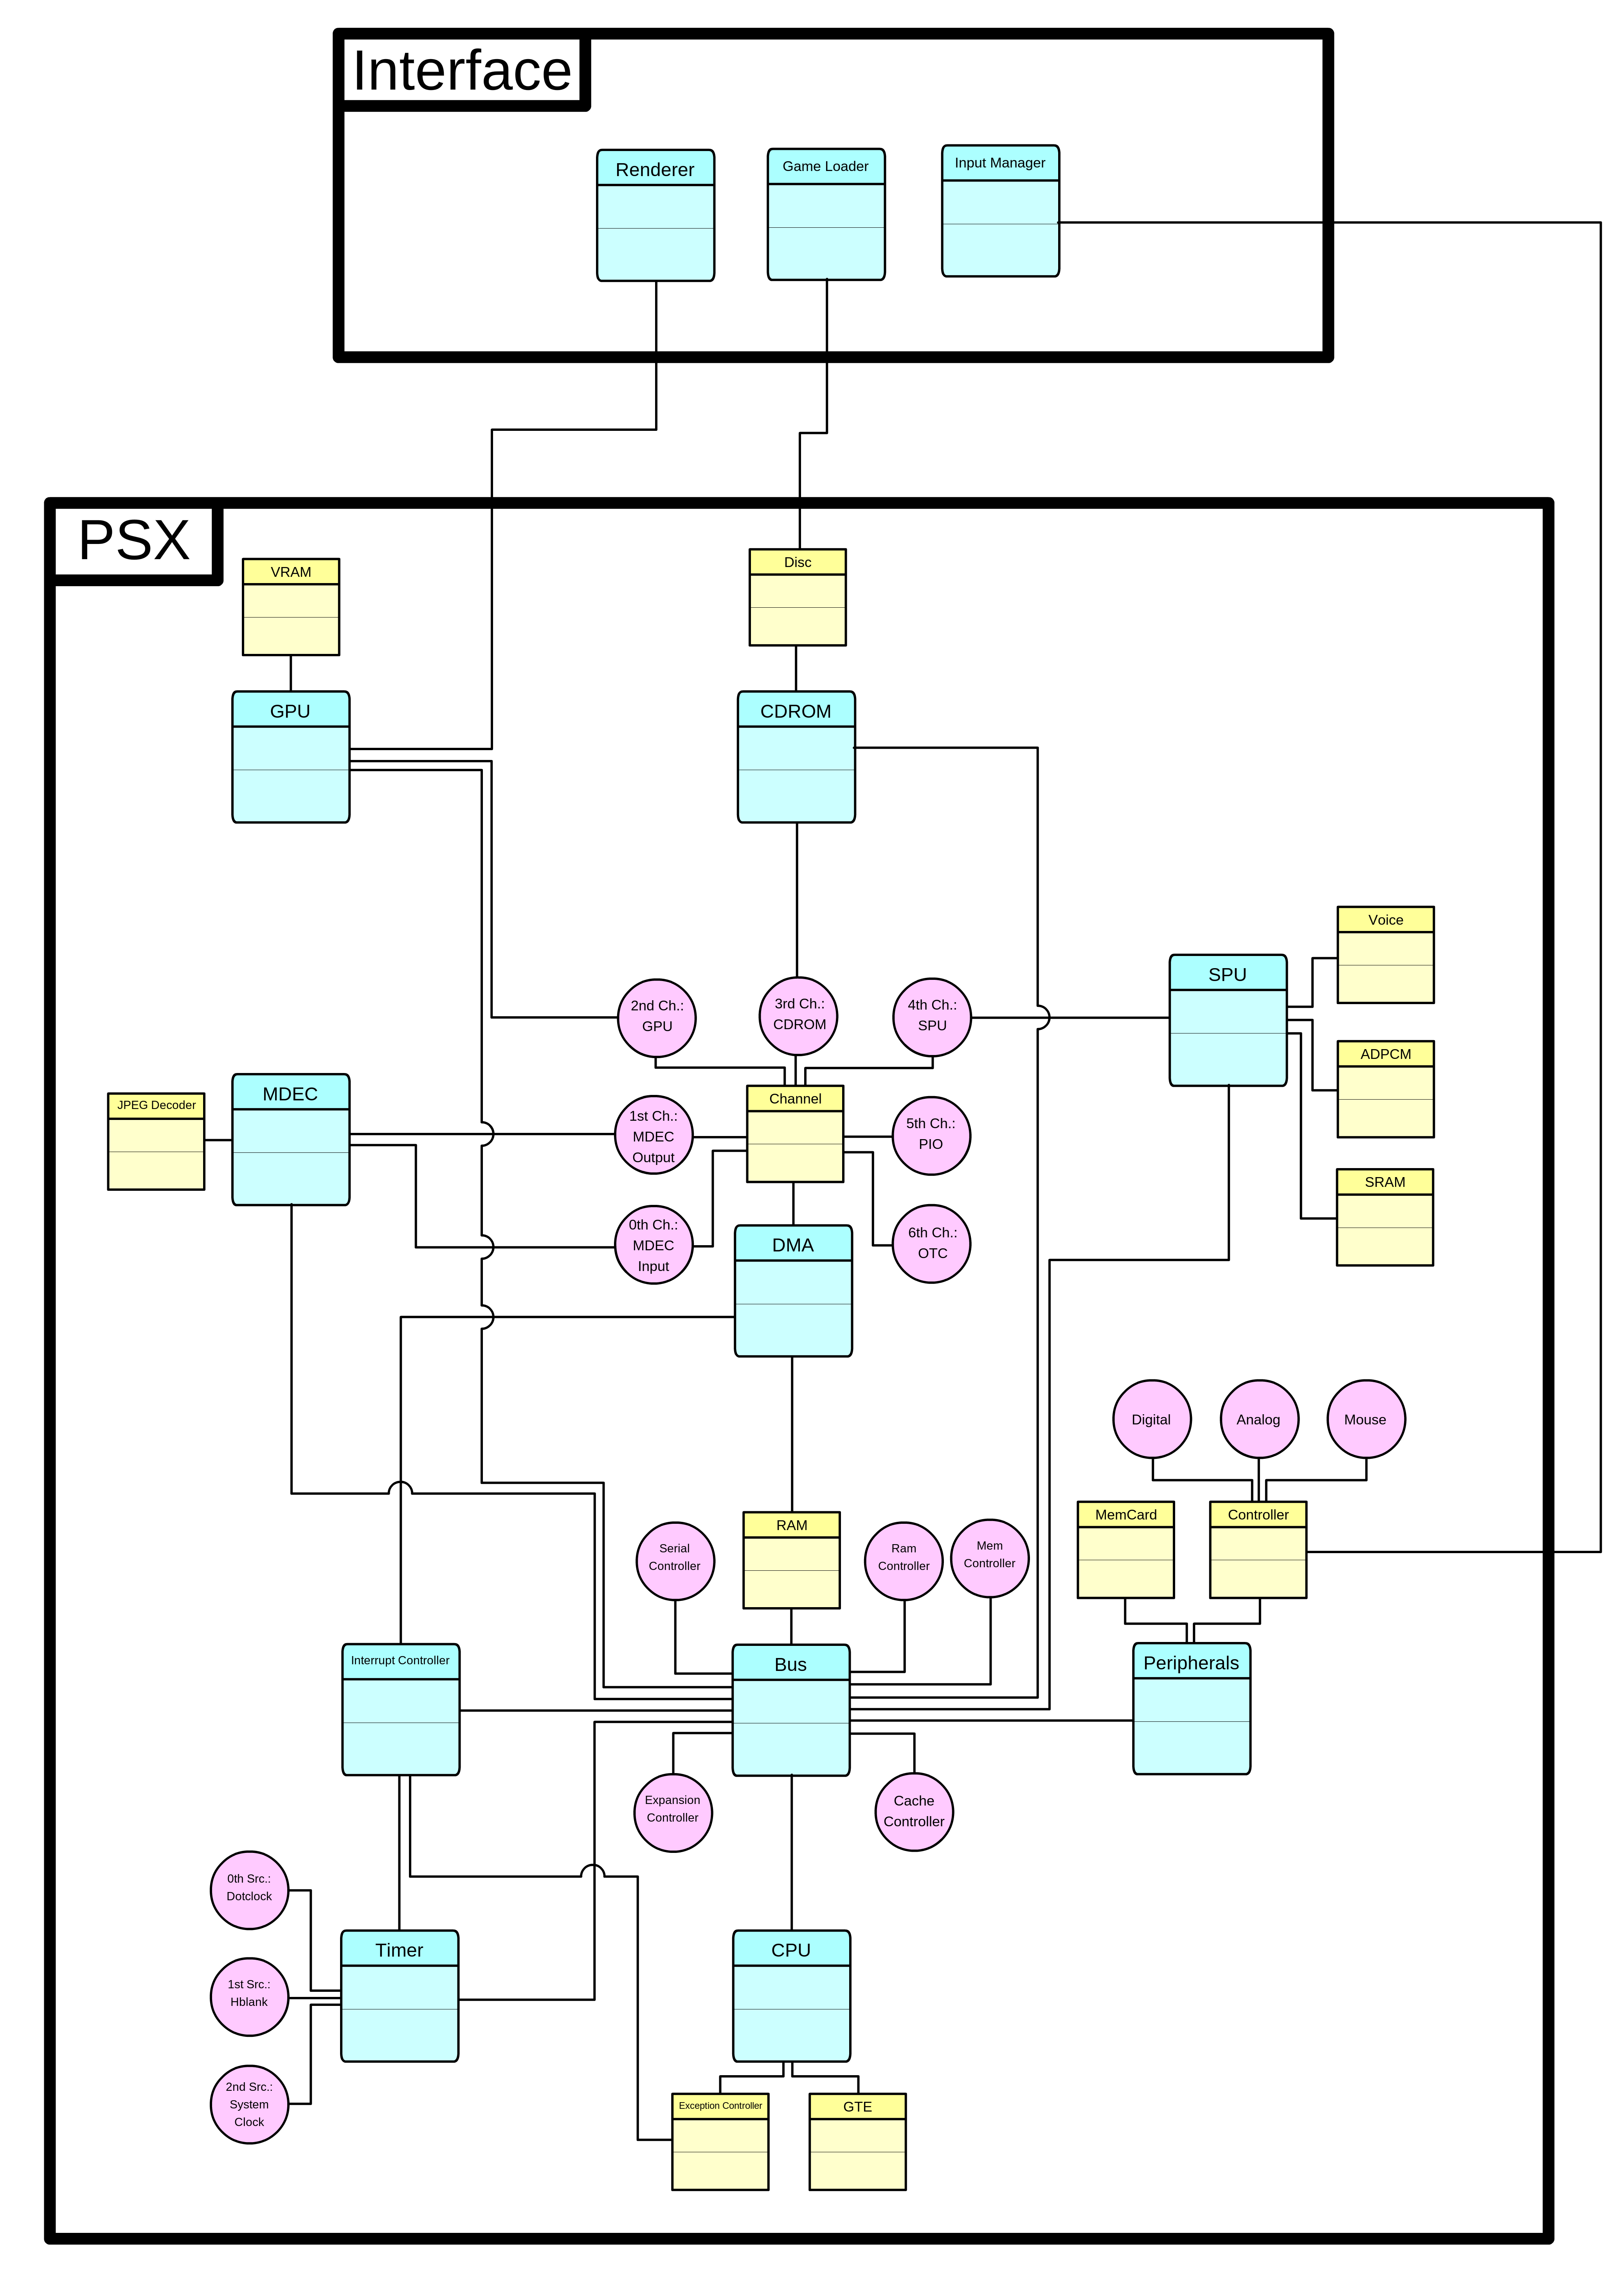 Interface
Renderer
Game Loader
Input Manager
PSX
VRAM
Disc
GPU
CDROM
Voice
SPU
2nd Ch.:
GPU
3rd Ch.:
CDROM
4th Ch.:
SPU
ADPCM
MDEC
JPEG Decoder
Channel
1st Ch.:
MDEC
Output
5th Ch.:
PIO
SRAM
0th Ch.:
MDEC
Input
DMA
6th Ch.:
OTC
Digital
Analog
Mouse
MemCard
Controller
RAM
Serial
Controller
Ram
Controller
Mem
Controller
Interrupt Controller
Bus
Peripherals
Expansion
Controller
Cache
Controller
0th Src.:
Dotclock
Timer
CPU
1st Src.:
Hblank
2nd Src.:
System
Clock
Exception Controller
GTE